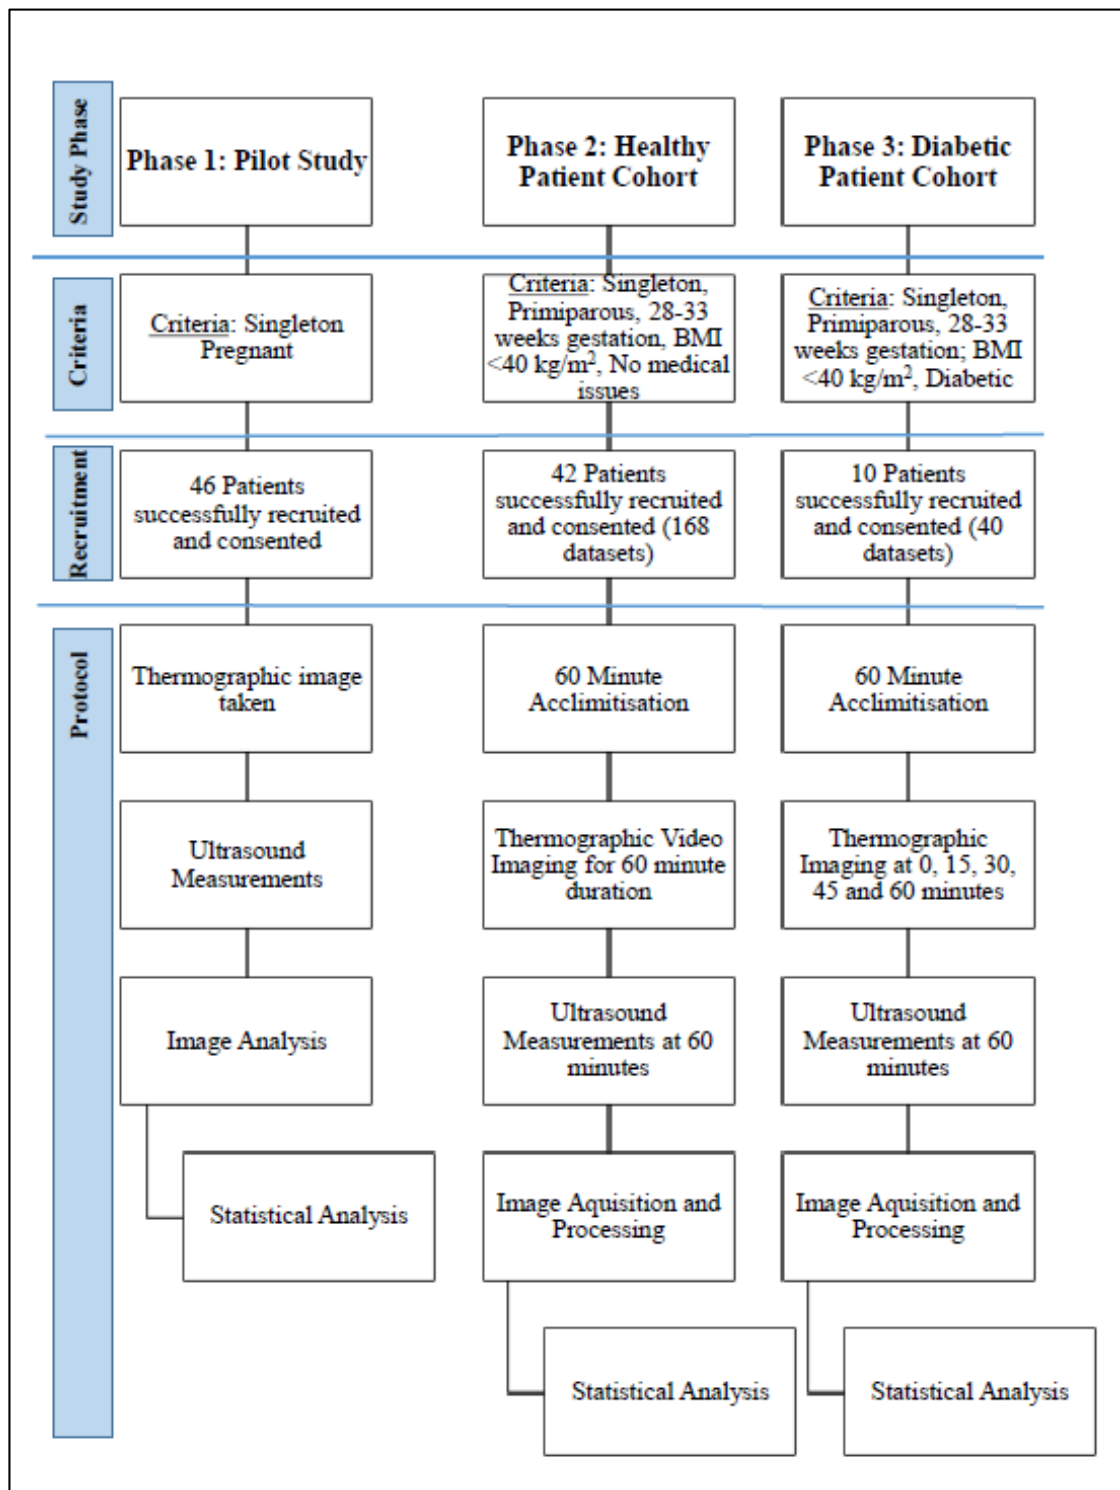 Study Phase
Phase 1: Pilot Study
Phase 2: Healthy
Patient Cohort
Phase 3: Diabetic
Patient Cohort
Criteria
Criteria: Singleton
Pregnant
Criteria: Singleton,
Primiparous, 28-33
weeks gestation, BMI
<40 kg/m², No medical
issues
Criteria: Singleton,
Primiparous, 28-33
weeks gestation; BMI
<40 kg/m², Diabetic
Recruitment
46 Patients
successfully recruited
and consented
42 Patients
successfully recruited
and consented (168
datasets)
10 Patients
successfully recruited
and consented (40
datasets)
Protocol
Thermographic image
taken
Ultrasound
Measurements
Image Analysis
Statistical Analysis
60 Minute
Acclimitisation
Thermographic Video
Imaging for 60 minute
duration
Ultrasound
Measurements at 60
minutes
Image Aquisition and
Processing
Statistical Analysis
60 Minute
Acclimitisation
Thermographic
Imaging at 0, 15, 30,
45 and 60 minutes
Ultrasound
Measurements at 60
minutes
Image Aquisition and
Processing
Statistical Analysis